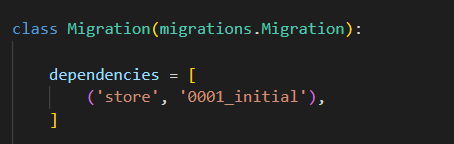 class Migration(migrations.Migration):
dependencies = [
('store', '0001_initial'),
]